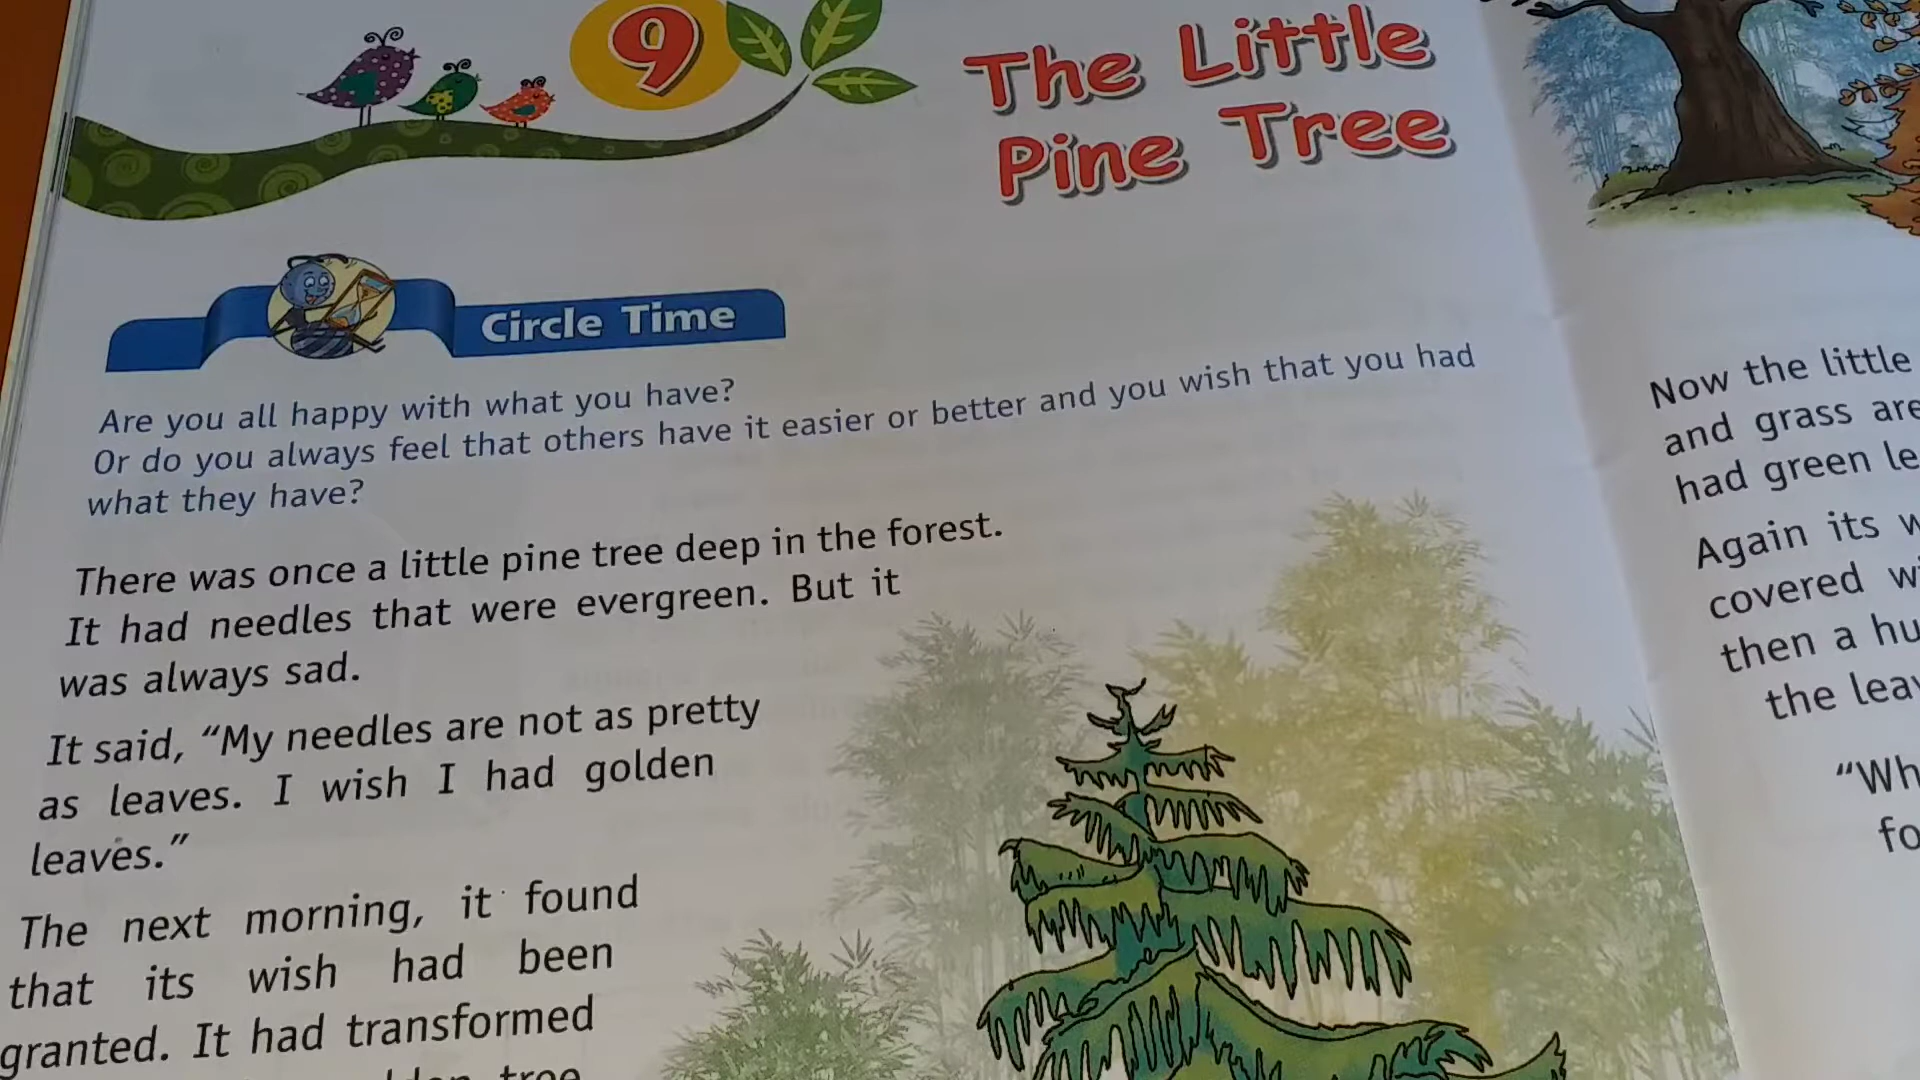 9
The Little
Pine Tree
Circle Time
Are you all happy with what you have?
Or do you always feel that others have it easier or better and you wish that you had
what they have?
There was once a little pine tree deep in the forest.
It had needles that were evergreen. But it
was always sad.
It said, “My needles are not as pretty
as leaves. I wish I had golden
leaves.”
The next morning, it found
that its wish had been
granted. It had transformed
tree
Now the little
and grass are
had green
Again its
covered
then a
the